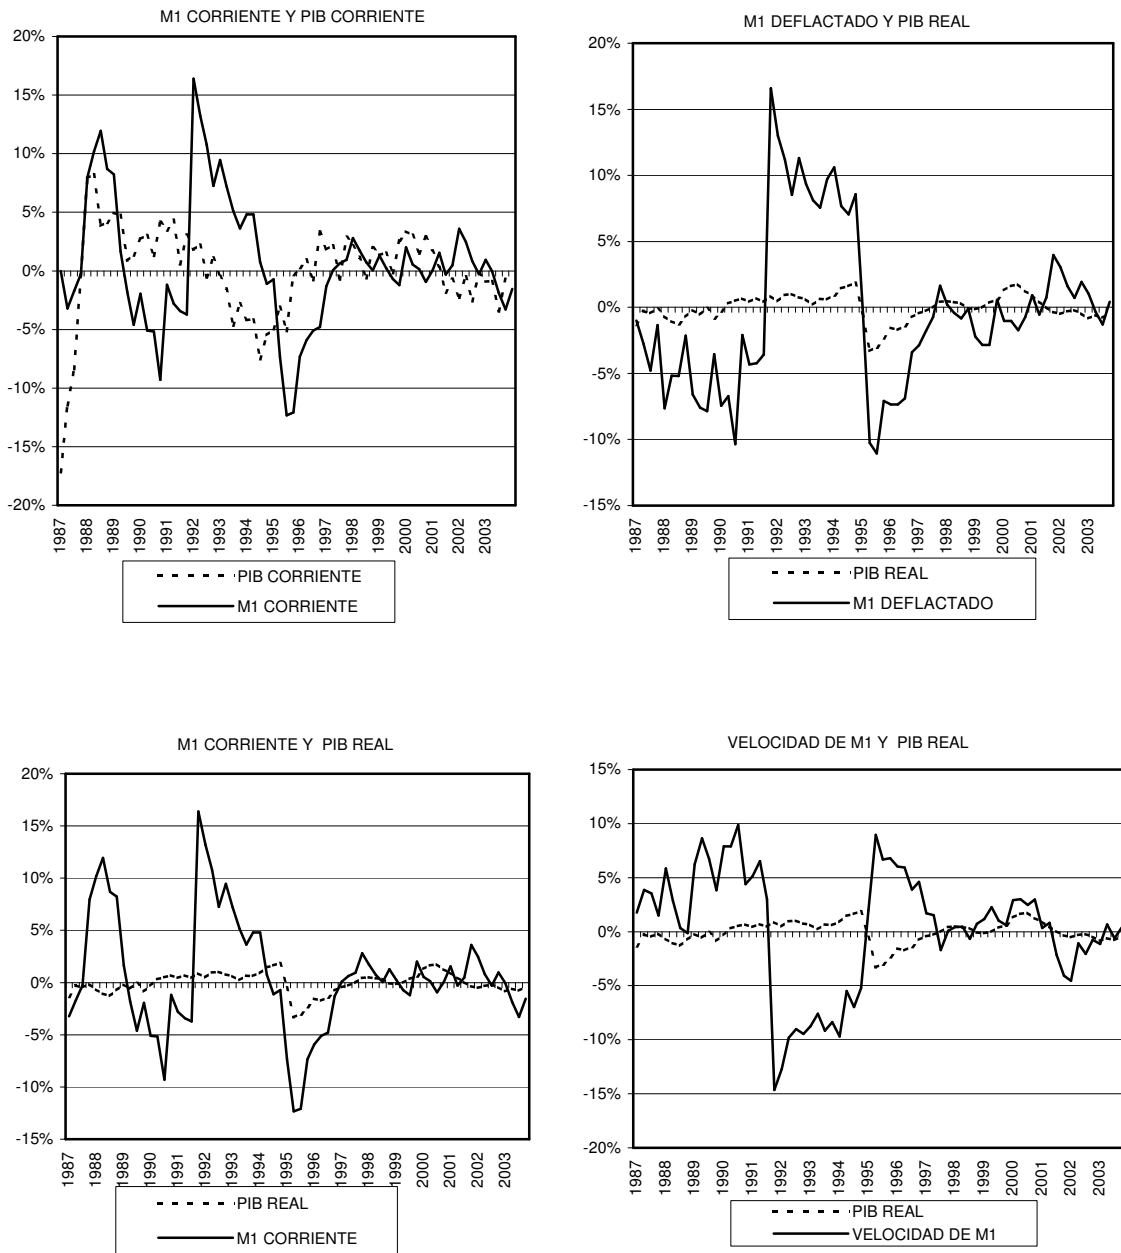 M1 CORRIENTE Y PIB CORRIENTE
20%
15%
10%
5%
0%
-5%
-10%
-15%
-20%
1987 1988 1989 1990 1991 1992 1993 1994 1995 1996 1997 1998 1999 2000 2001 2002 2003
PIB CORRIENTE
M1 CORRIENTE
M1 DEFLACTADO Y PIB REAL
20%
15%
10%
5%
0%
-5%
-10%
-15%
1987 1988 1989 1990 1991 1992 1993 1994 1995 1996 1997 1998 1999 2000 2001 2002 2003
PIB REAL
M1 DEFLACTADO
M1 CORRIENTE Y PIB REAL
20%
15%
10%
5%
0%
-5%
-10%
-15%
1987 1988 1989 1990 1991 1992 1993 1994 1995 1996 1997 1998 1999 2000 2001 2002 2003
PIB REAL
M1 CORRIENTE
VELOCIDAD DE M1 Y PIB REAL
15%
10%
5%
0%
-5%
-10%
-15%
-20%
1987 1988 1989 1990 1991 1992 1993 1994 1995 1996 1997 1998 1999 2000 2001 2002 2003
PIB REAL
VELOCIDAD DE M1